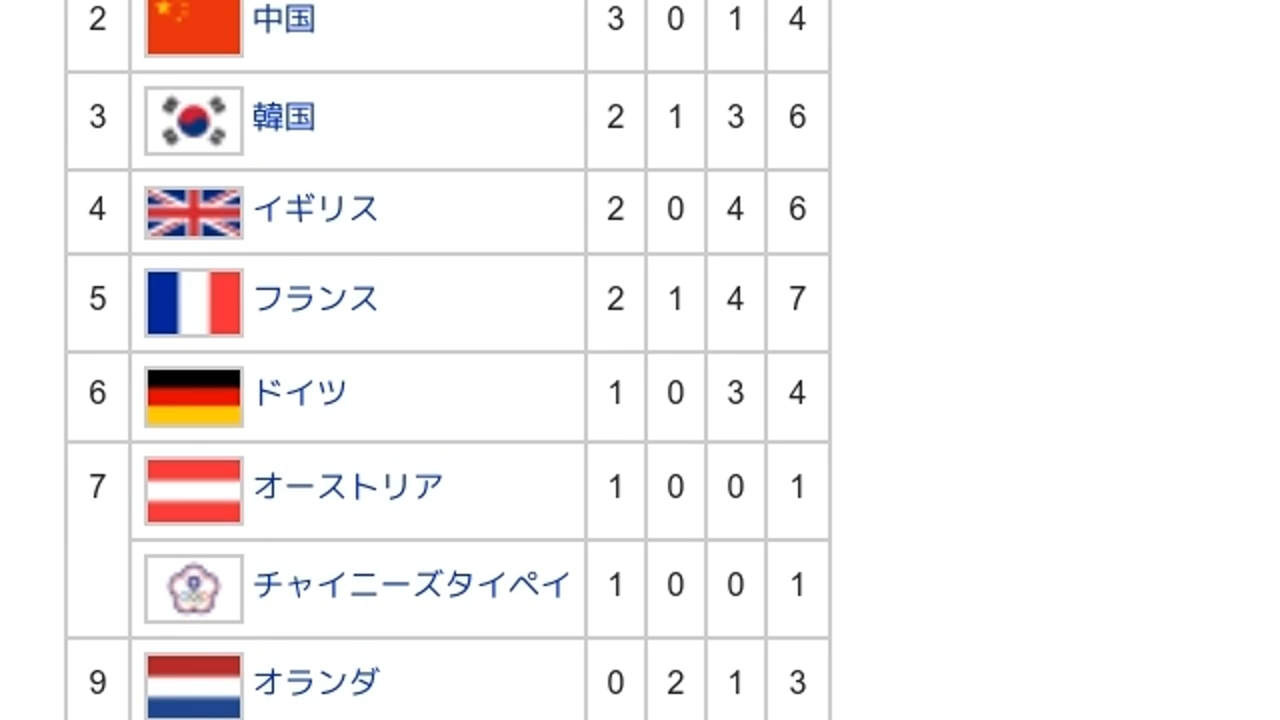 2 中国 3 0 1 4
3 韓国 2 1 3 6
4 イギリス 2 0 4 6
5 フランス 2 1 4 7
6 ドイツ 1 0 3 4
7 オーストリア 1 0 0 1
チャイニーズタイペイ 1 0 0 1
9 オランダ 0 2 1 3